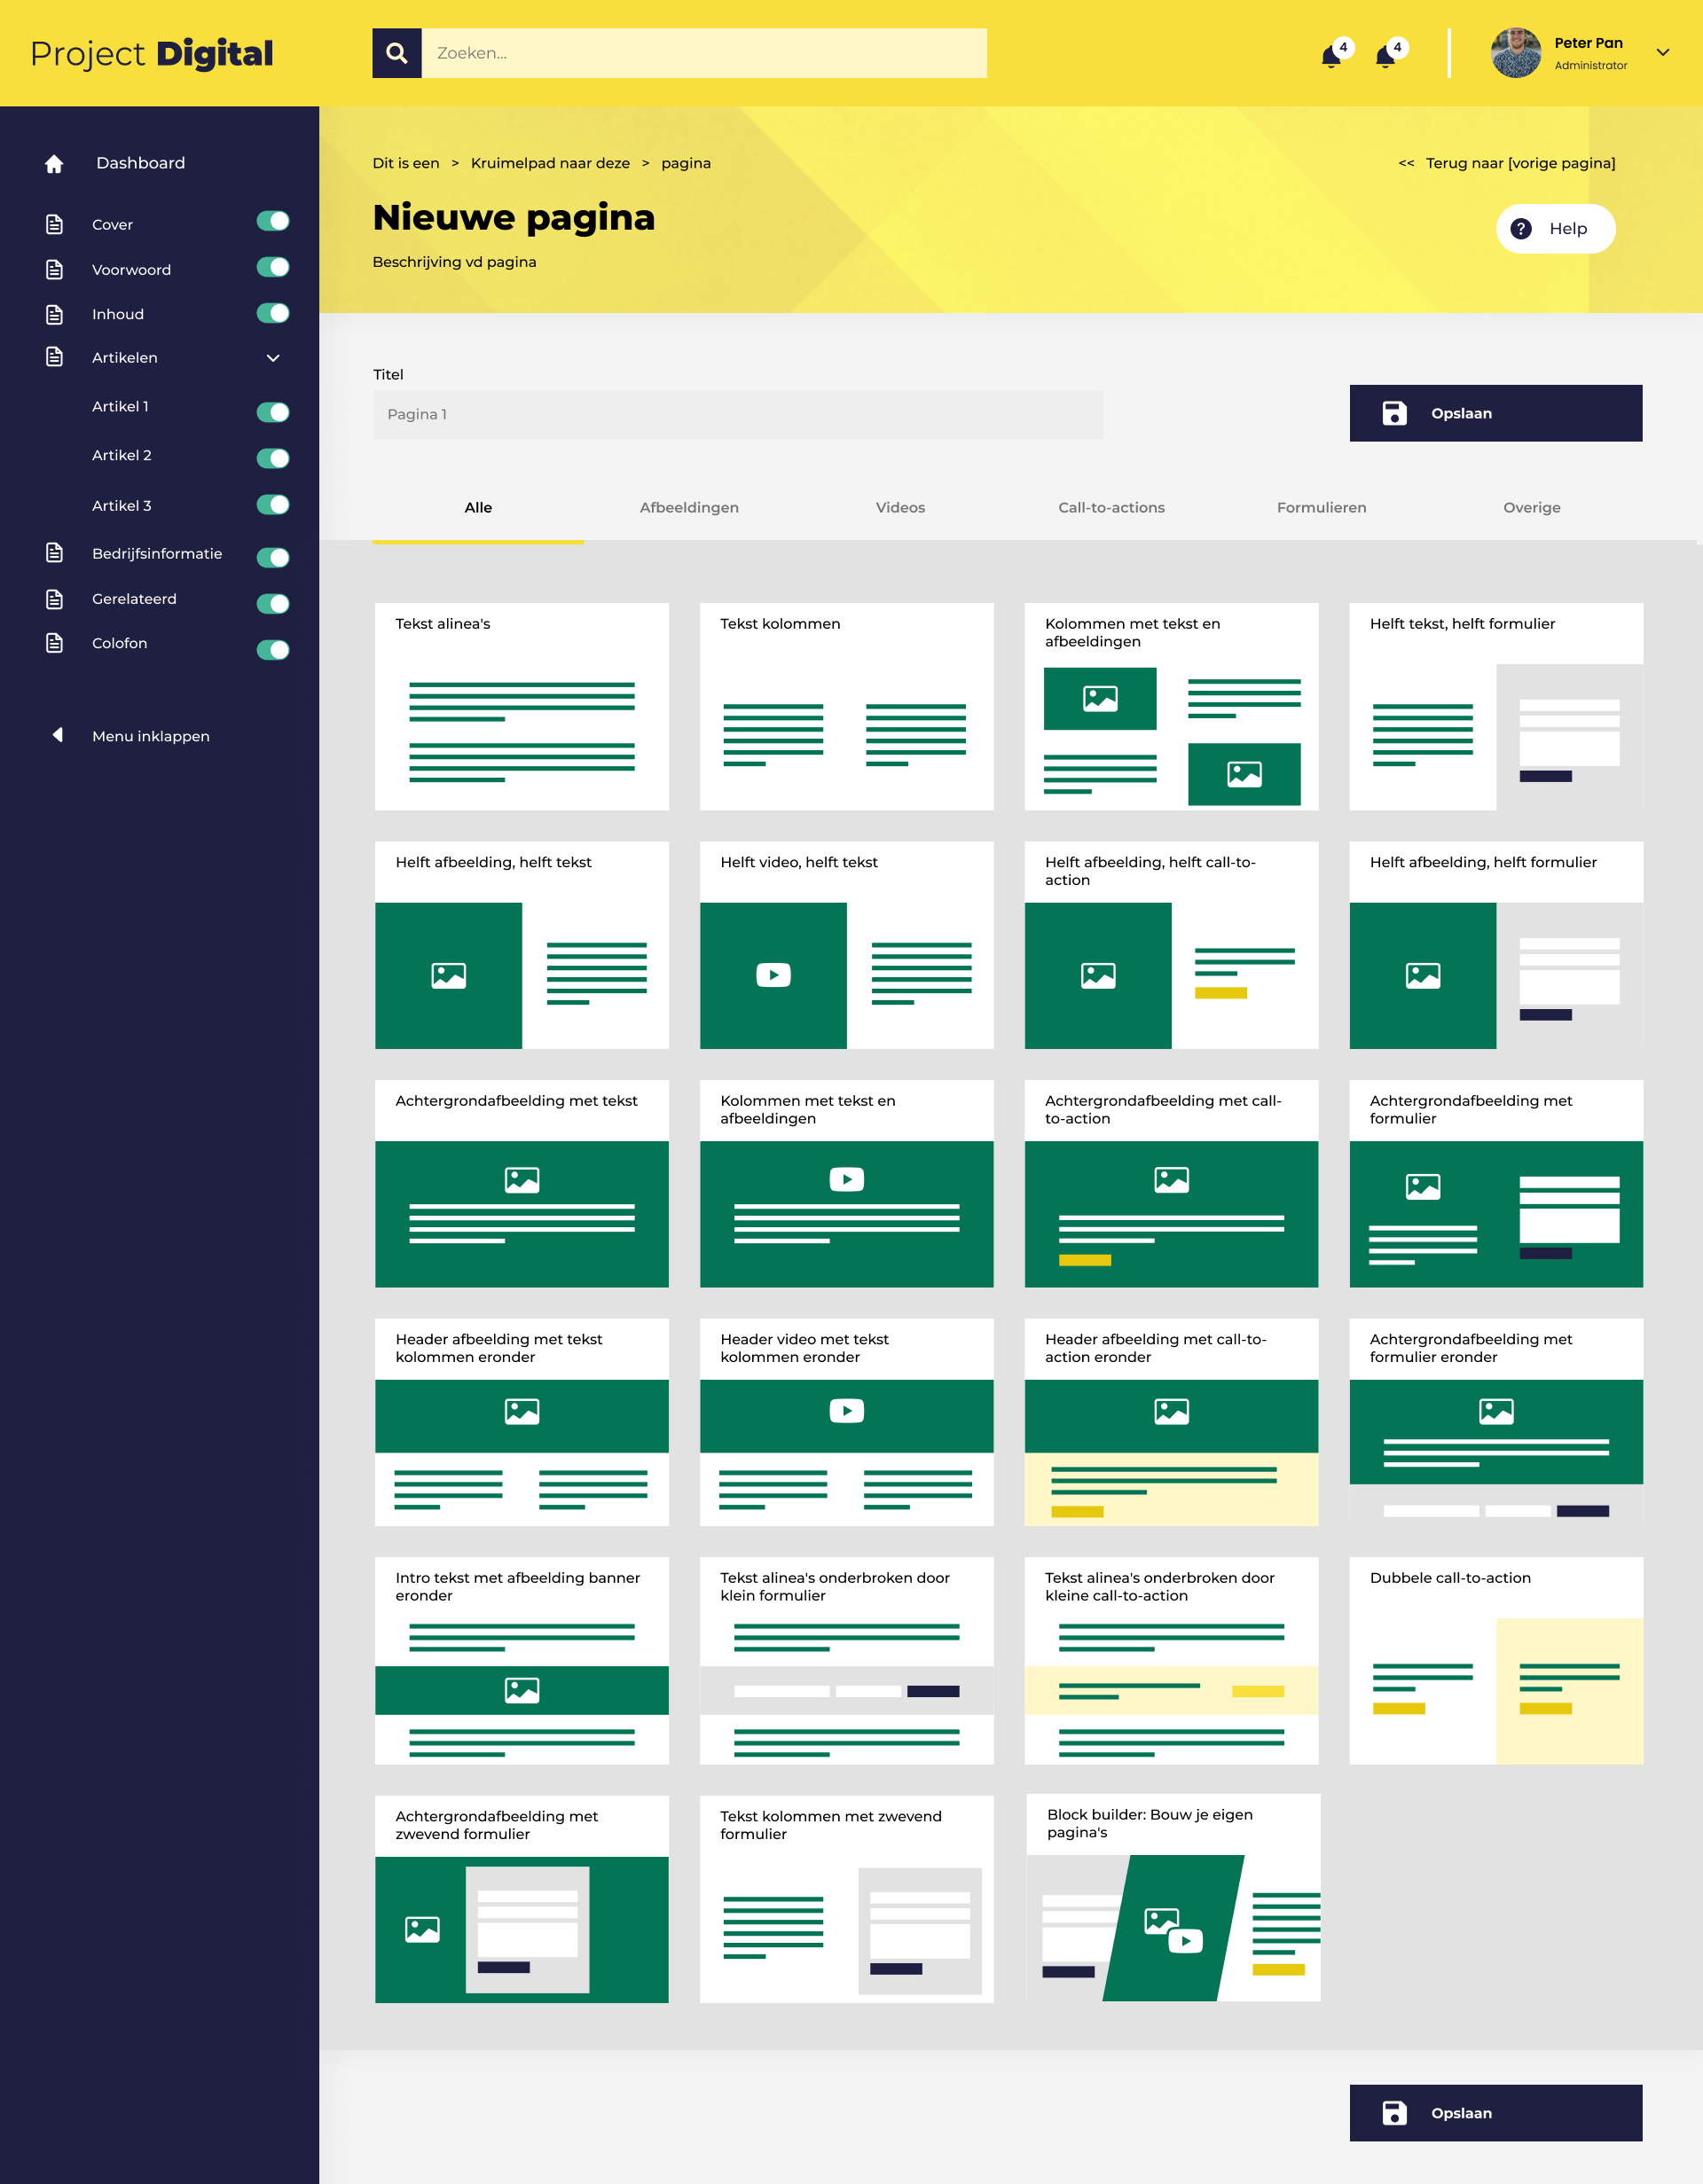 Project Digital
Zoeken...
4
4
Peter Pan
Administrator
Dashboard
Cover
Voorwoord
Inhoud
Artikelen
Artikel 1
Artikel 2
Artikel 3
Bedrijfsinformatie
Gerelateerd
Colofon
Menu inklappen
Dit is een > Kruimelpad naar deze > pagina
<< Terug naar [vorige pagina]
Nieuwe pagina
Beschrijving vd pagina
? Help
Titel
Pagina 1
Opslaan
Alle
Afbeeldingen
Videos
Call-to-actions
Formulieren
Overige
Tekst alinea's
Tekst kolommen
Kolommen met tekst en
afbeeldingen
Helft tekst, helft formulier
Helft afbeelding, helft tekst
Helft video, helft tekst
Helft afbeelding, helft call-to-
action
Helft afbeelding, helft formulier
Achtergrondafbeelding met tekst
Kolommen met tekst en
afbeeldingen
Achtergrondafbeelding met call-
to-action
Achtergrondafbeelding met
formulier
Header afbeelding met tekst
kolommen eronder
Header video met tekst
kolommen eronder
Header afbeelding met call-to-
action eronder
Achtergrondafbeelding met
formulier eronder
Intro tekst met afbeelding banner
eronder
Tekst alinea's onderbroken door
klein formulier
Tekst alinea's onderbroken door
kleine call-to-action
Dubbele call-to-action
Achtergrondafbeelding met
zwevend formulier
Tekst kolommen met zwevend
formulier
Block builder: Bouw je eigen
pagina's
Opslaan